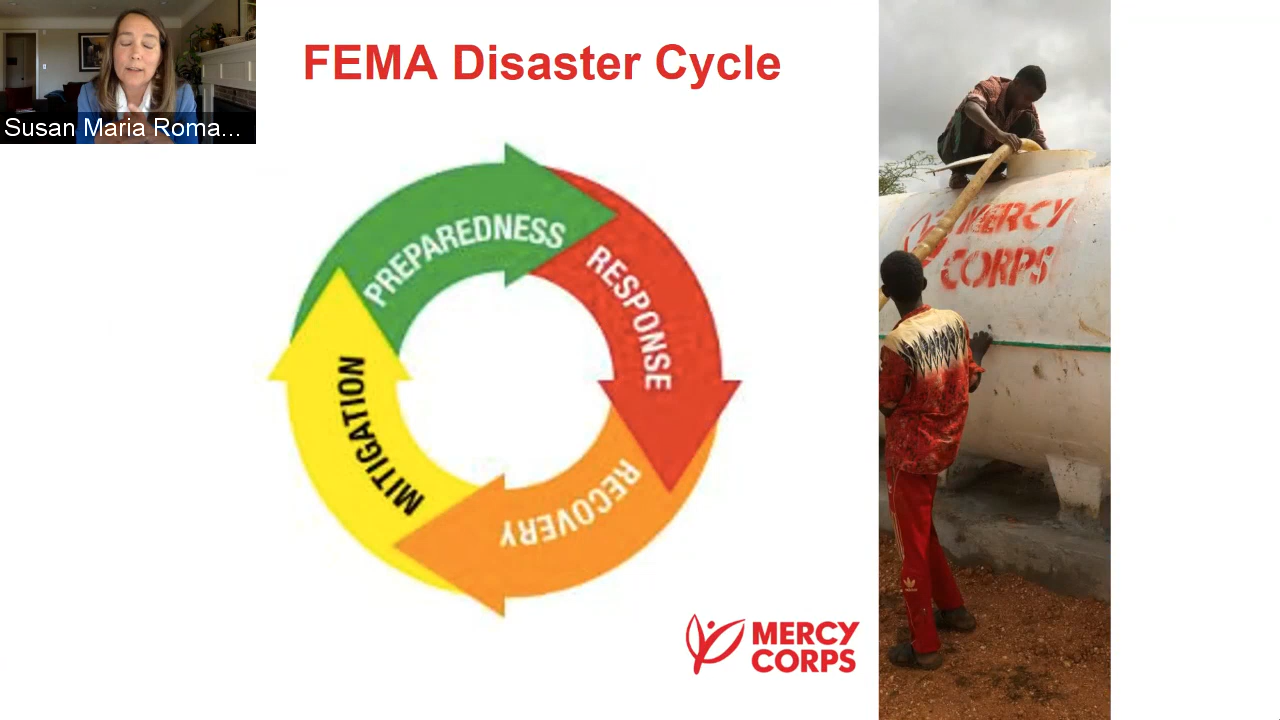 FEMA Disaster Cycle
Susan Maria Roma...
PREPAREDNESS
RESPONSE
RECOVERY
MITIGATION
MERCY
CORPS
MERCY
CORPS